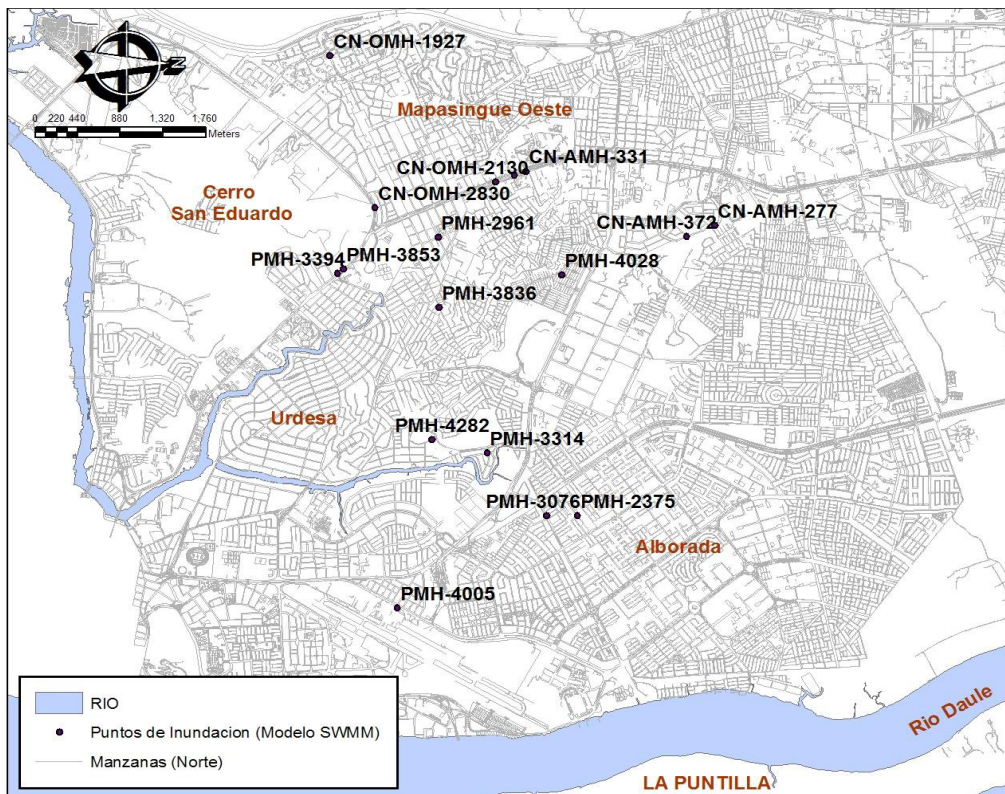 CN-OMH-1927
N
0 220 440 880 1,320 1,760
Meters
Mapasingue Oeste
CN-OMH-2130
CN-AMH-331
Cerro
San Eduardo
CN-OMH-2830
CN-AMH-372
CN-AMH-277
PMH-2961
PMH-3394
PMH-3853
PMH-4028
PMH-3836
Urdesa
PMH-4282
PMH-3314
PMH-3076
PMH-2375
Alborada
PMH-4005
RIO
Puntos de Inundacion (Modelo SWMM)
Manzanas (Norte)
Rio Daule
LA PUNTILLA